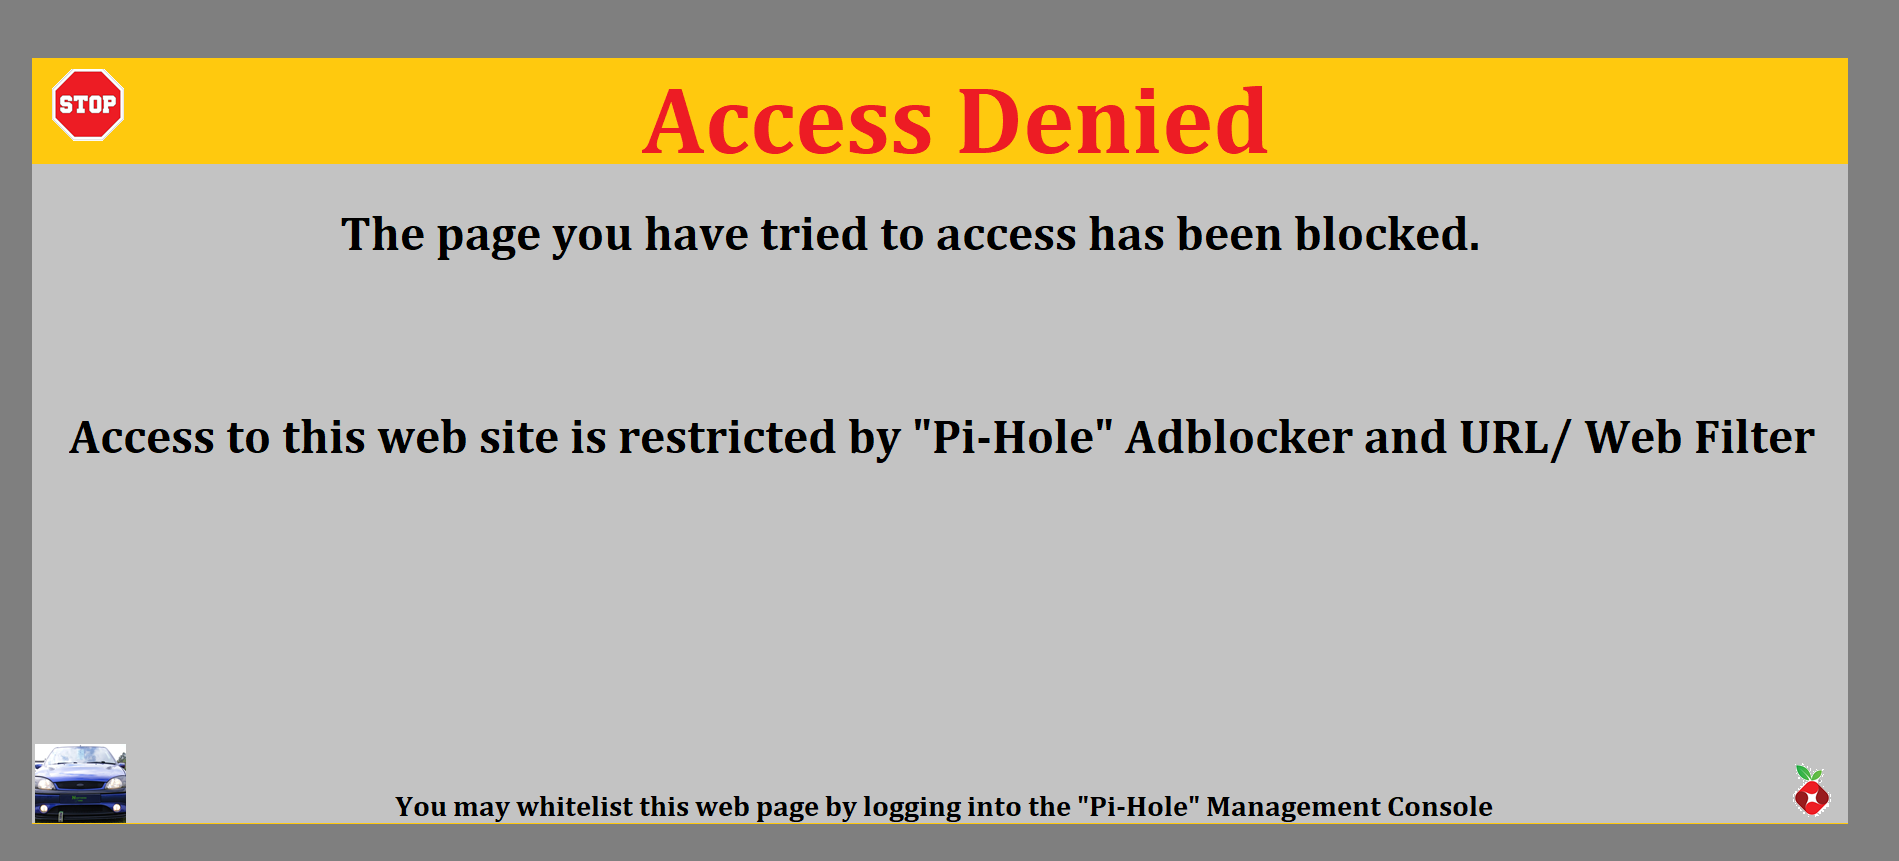 STOP
Access Denied
The page you have tried to access has been blocked.
Access to this web site is restricted by "Pi-Hole" Adblocker and URL/ Web Filter
You may whitelist this web page by logging into the "Pi-Hole" Management Console